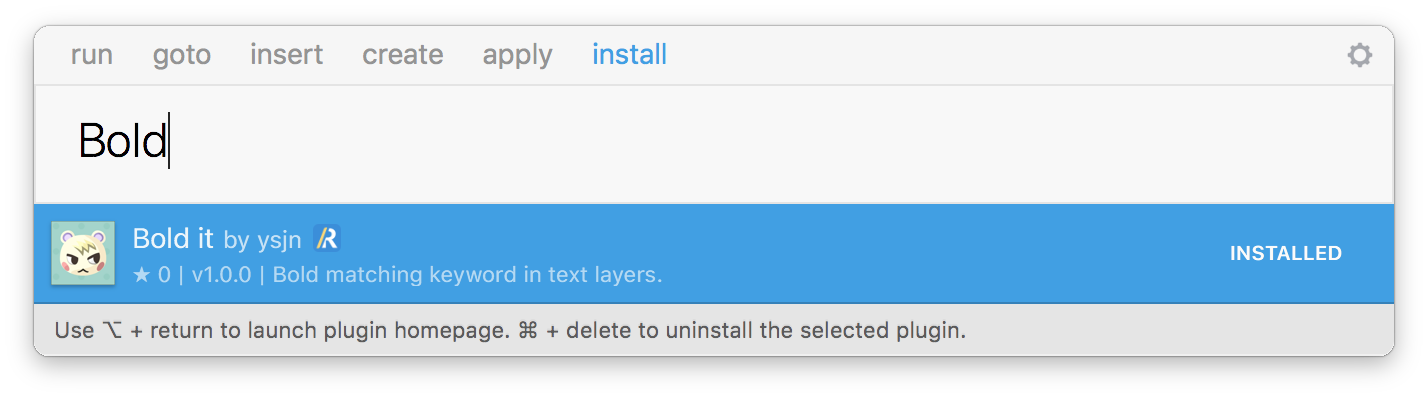 run goto insert create apply install
Bold
Bold it by ysjn R
INSTALLED
★ 0 | v1.0.0 | Bold matching keyword in text layers.
Use ⌥ + return to launch plugin homepage. ⌘ + delete to uninstall the selected plugin.